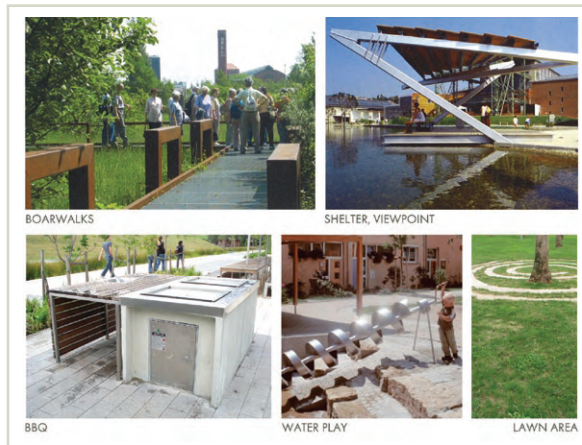 BOARWALKS
SHELTER, VIEWPOINT
BBQ
WATER PLAY
LAWN AREA